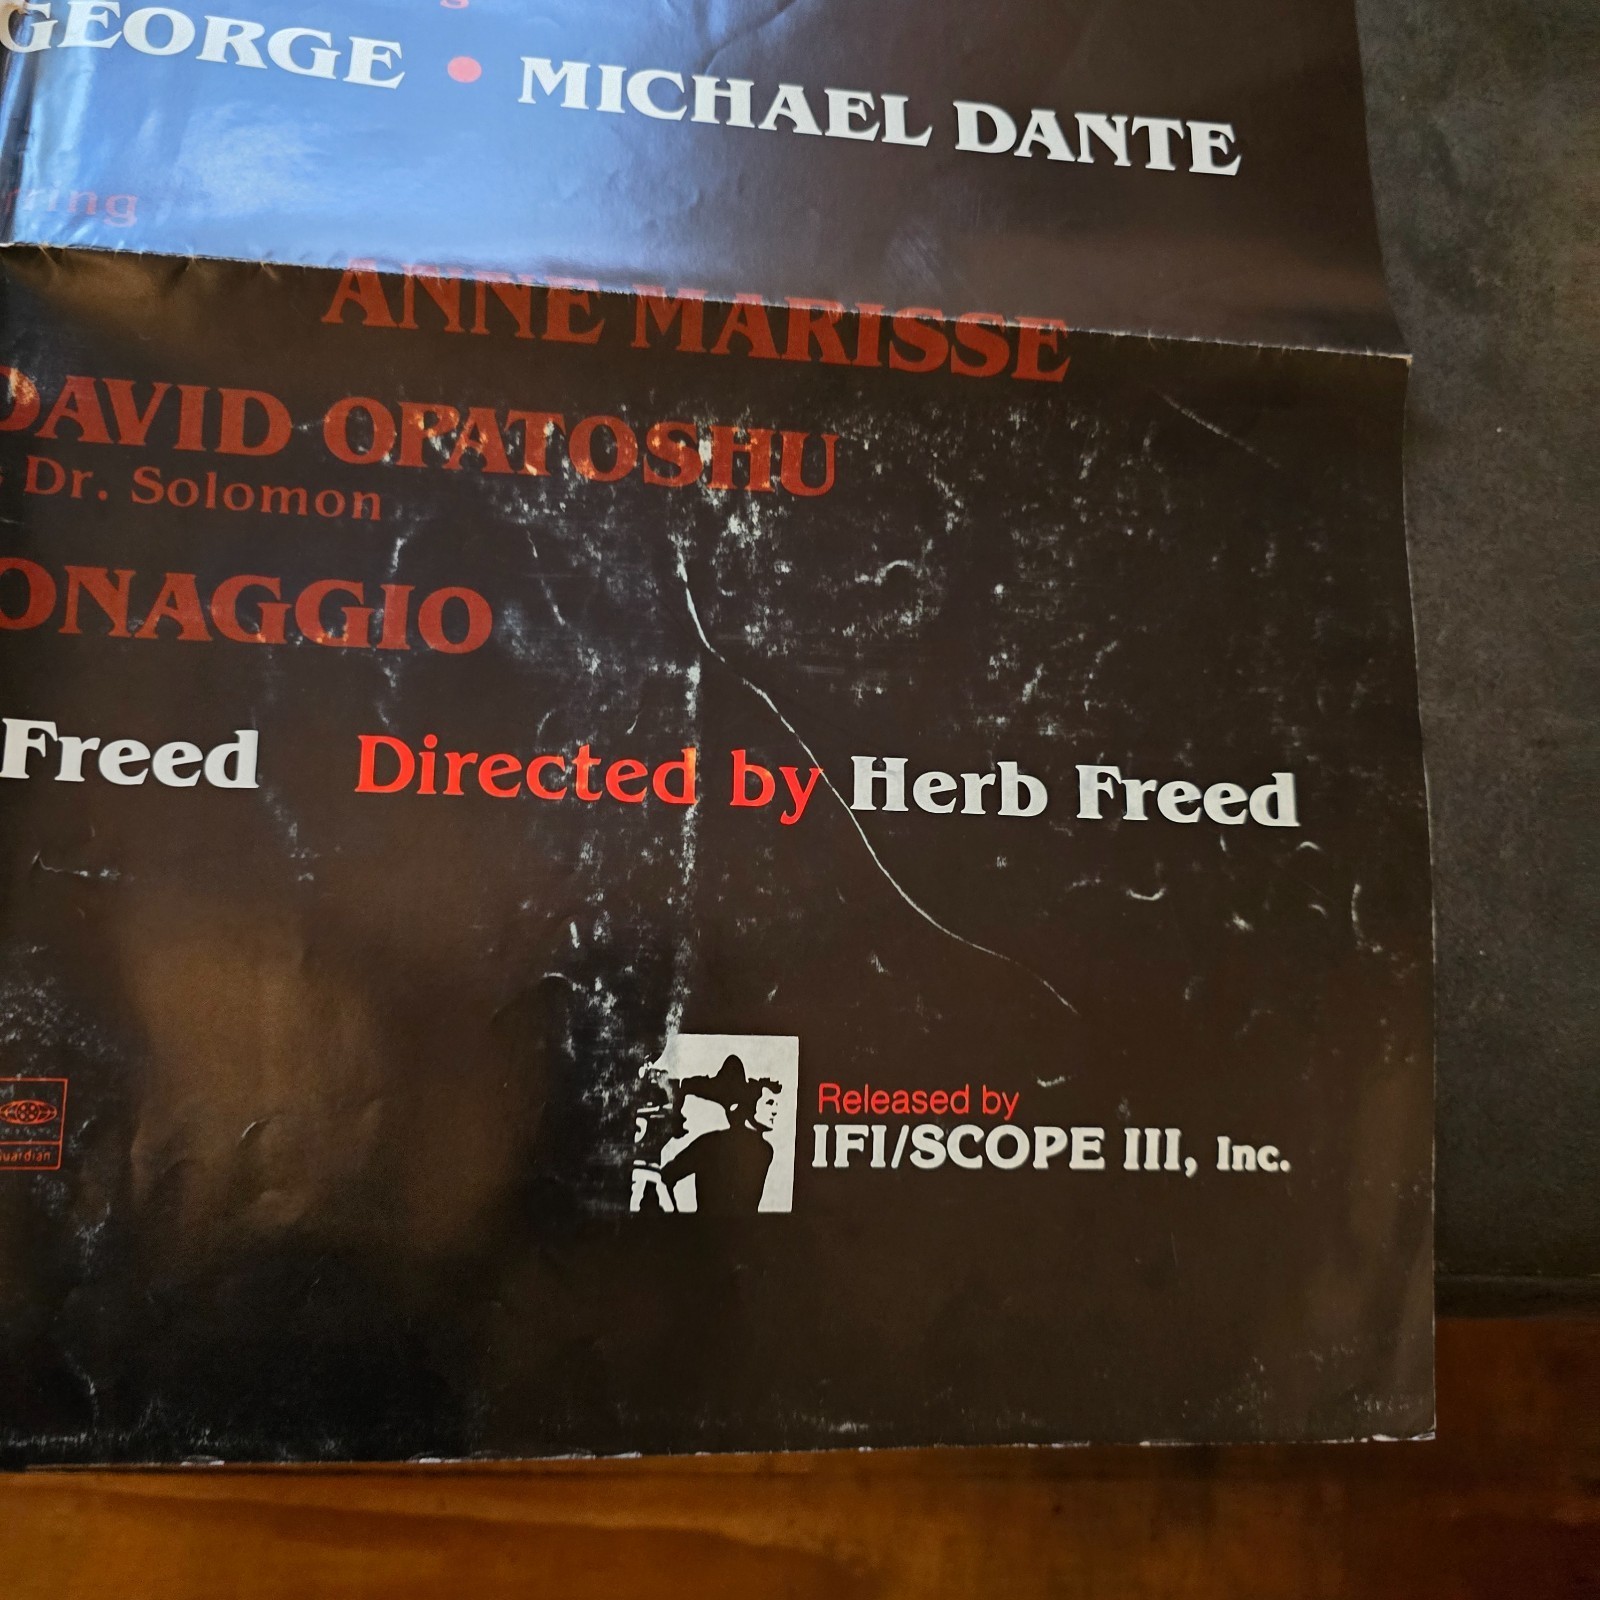 GEORGE • MICHAEL DANTE
ANNE MARISSE
DAVID OPATOSHU
Dr. Solomon
ONAGGIO
Freed Directed by Herb Freed
Released by
IFI/SCOPE III, Inc.